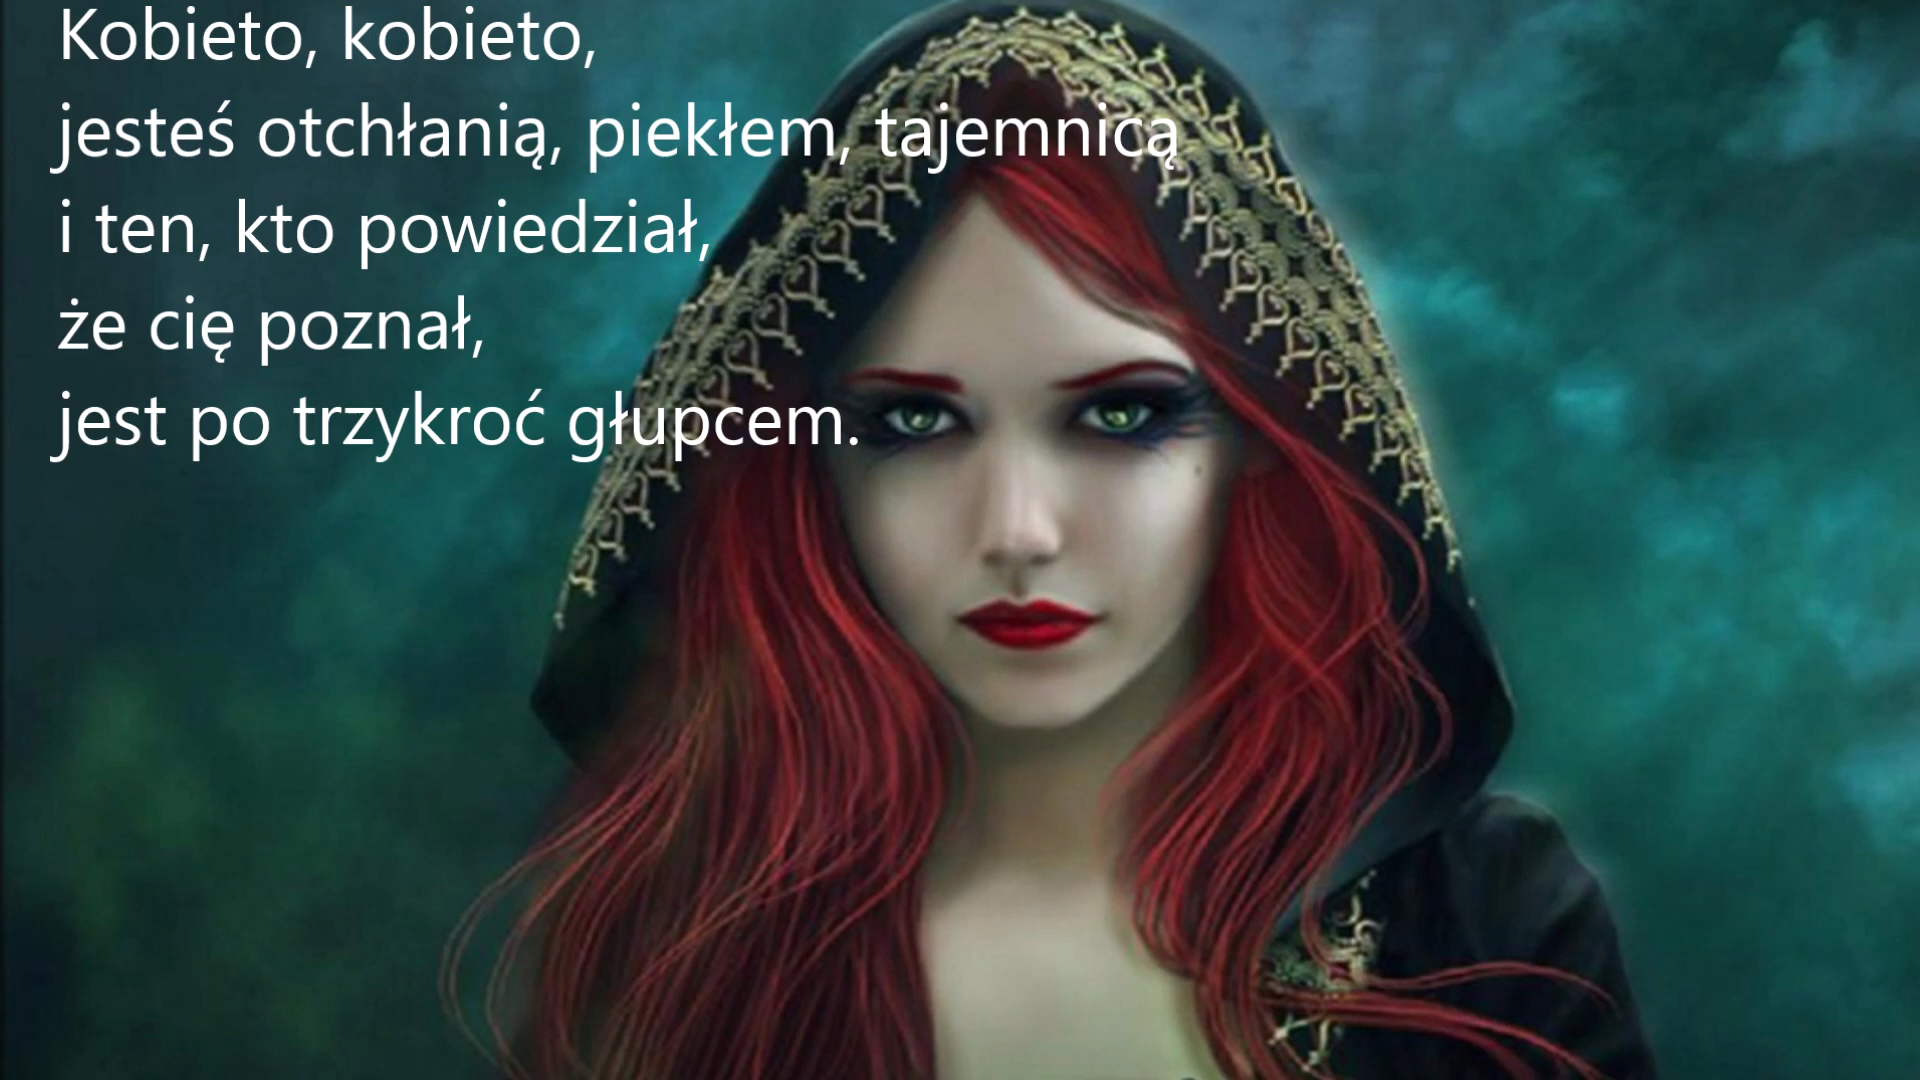 Kobieto, kobieto,
jesteś otchłanią, piekłem, tajemnicą
i ten, kto powiedział,
że cię poznał,
jest po trzykroć głupcem.